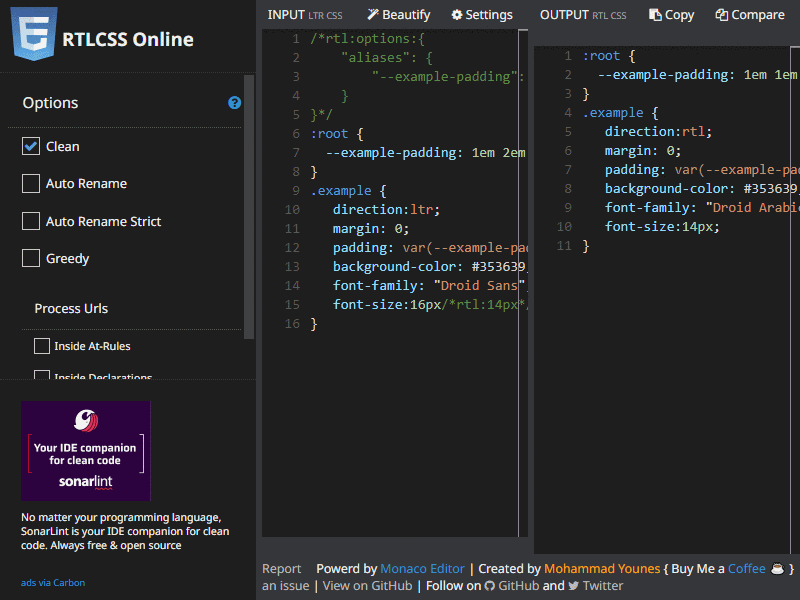 RTLCSS Online
Options
Clean
Auto Rename
Auto Rename Strict
Greedy
Process Urls
Inside At-Rules
Inside Declarations
Your IDE companion
for clean code
sonarlint
No matter your programming language,
SonarLint is your IDE companion for clean
code. Always free & open source
ads via Carbon
INPUT LTR CSS Beautify Settings
1 /*rtl:options:{
2 "aliases": {
3 "--example-padding":
4 }
5 }*/
6 :root {
7 --example-padding: 1em 2em
8 }
9 .example {
10 direction:ltr;
11 margin: 0;
12 padding: var(--example-pad
13 background-color: #353639;
14 font-family: "Droid Sans",
15 font-size:16px/*rtl:14px*/
16 }
OUTPUT RTL CSS Copy Compare
1 :root {
2 --example-padding: 1em 1em
3 }
4 .example {
5 direction:rtl;
6 margin: 0;
7 padding: var(--example-pad
8 background-color: #353639;
9 font-family: "Droid Arabi
10 font-size:14px;
11 }
Report Powerd by Monaco Editor | Created by Mohammad Younes { Buy Me a Coffee ☕ }
an issue | View on GitHub | Follow on GitHub and Twitter